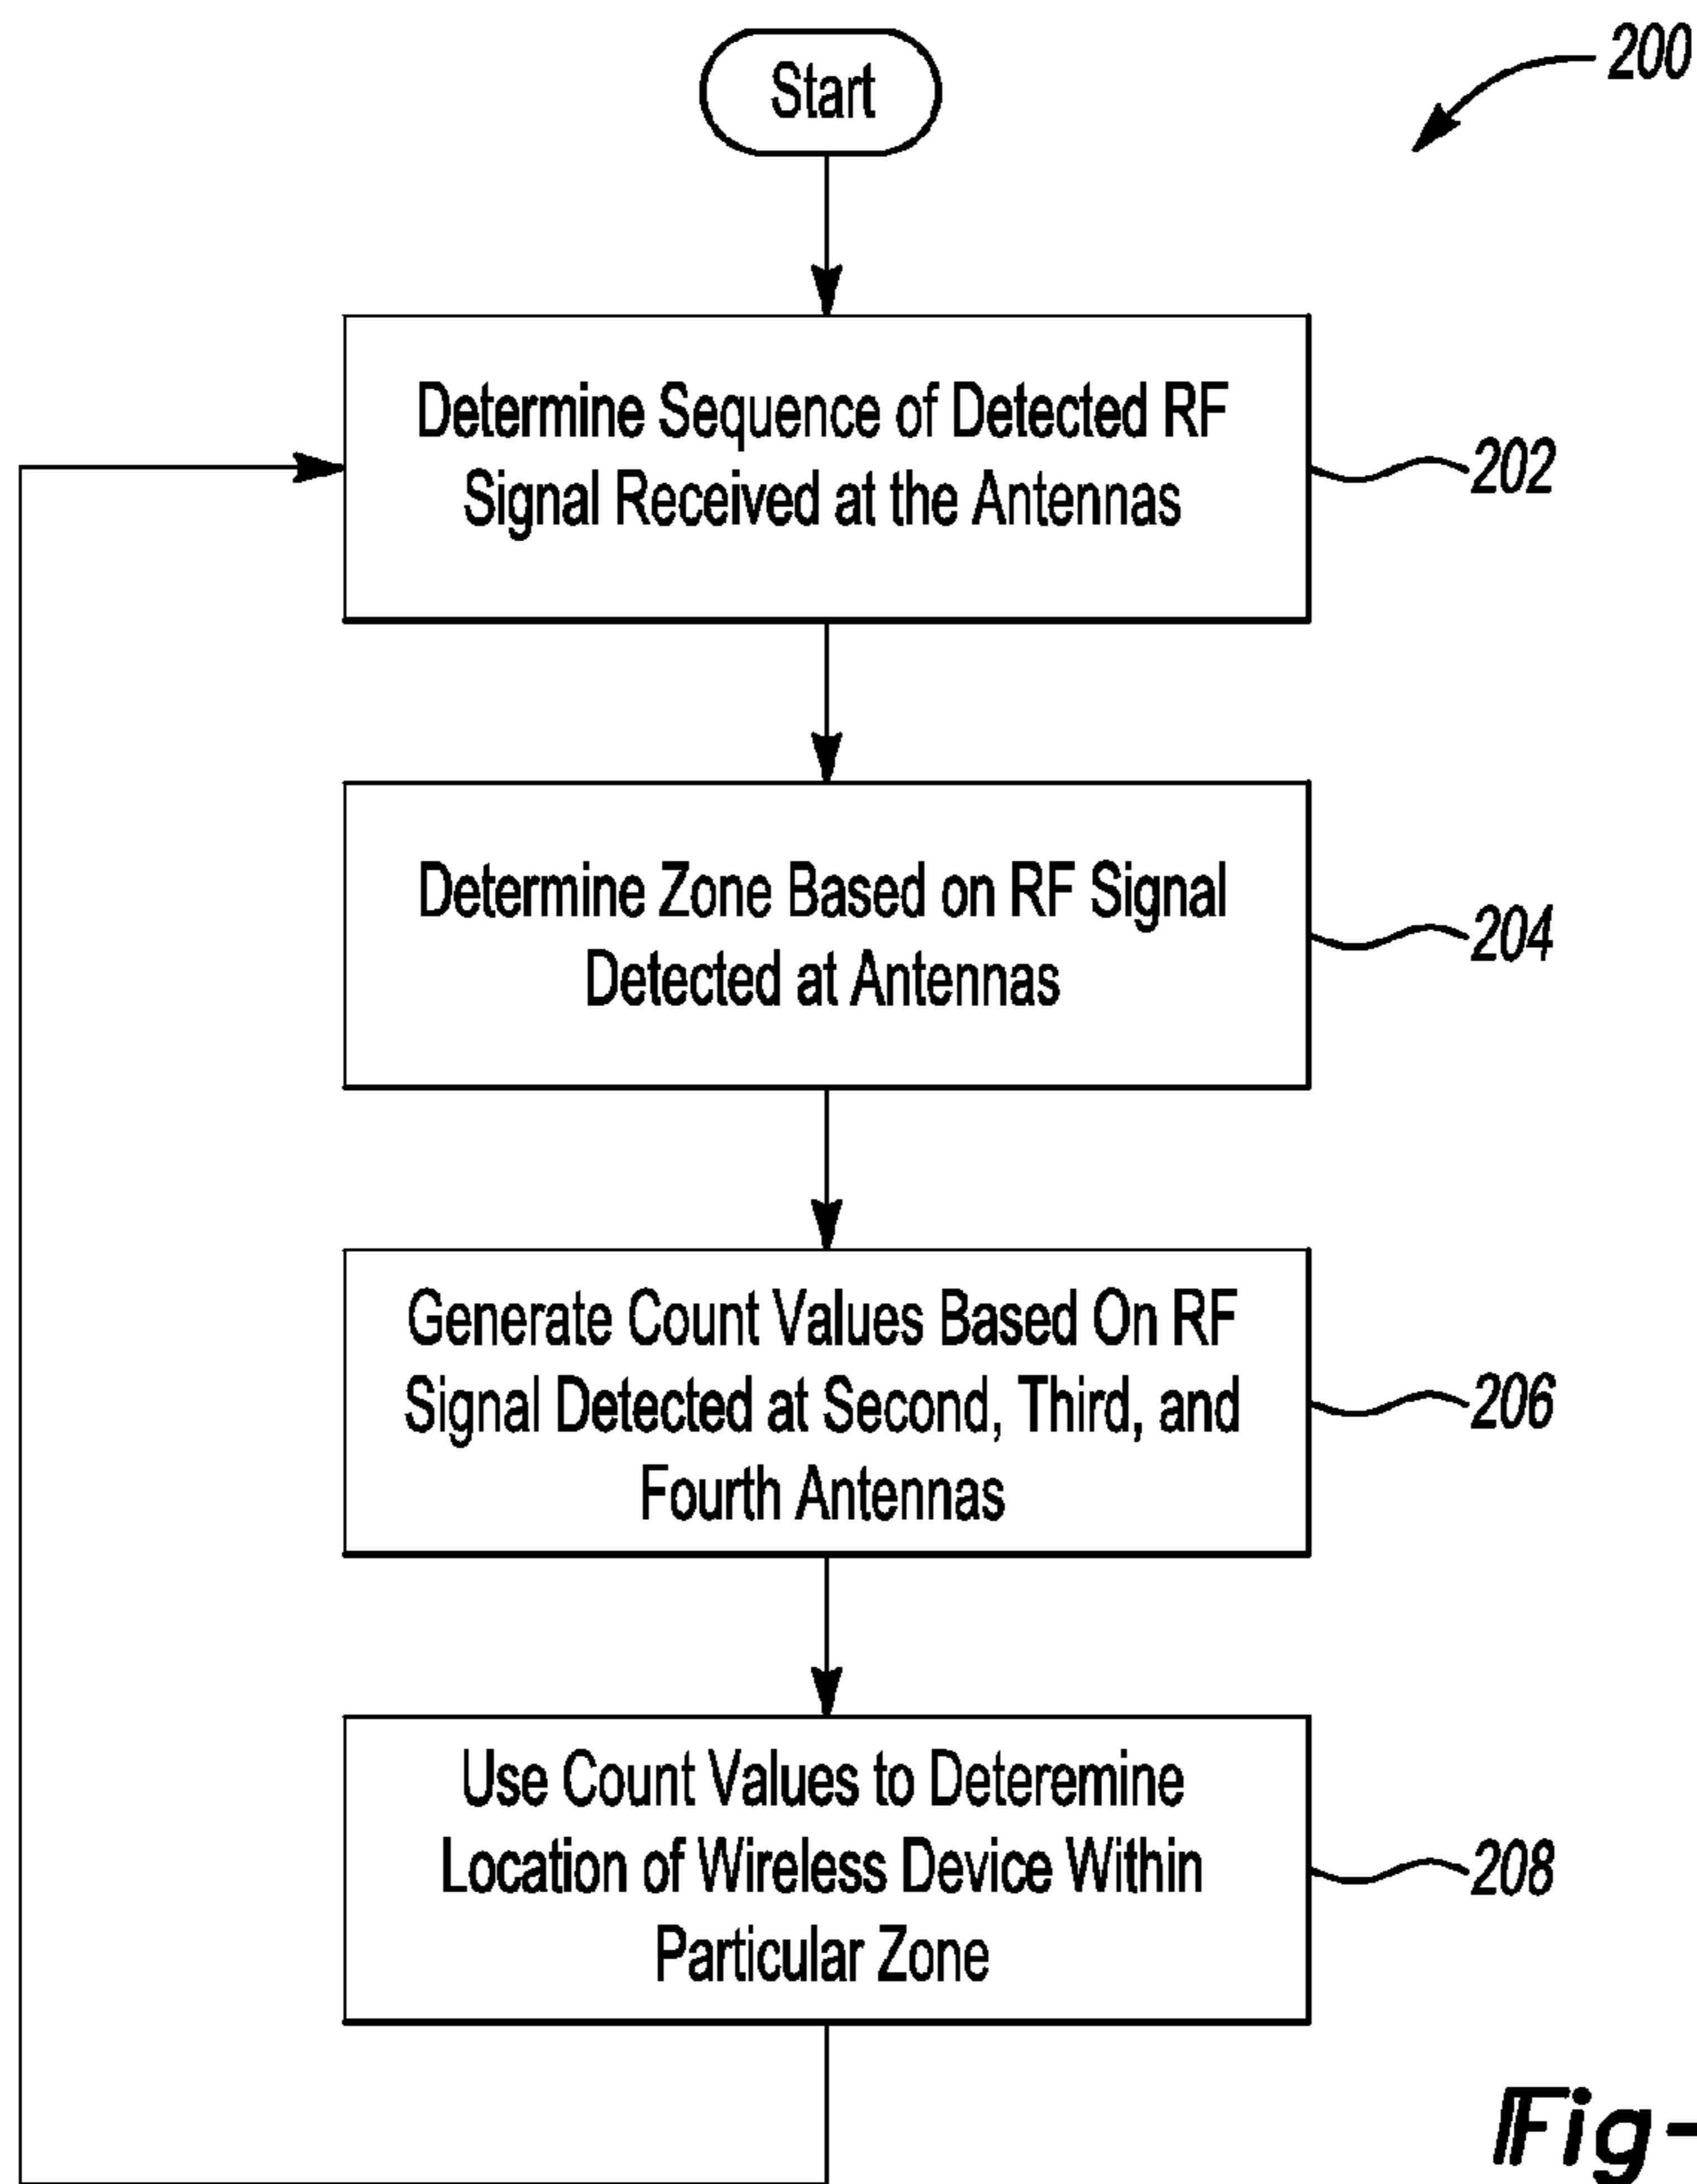 Start
200
Determine Sequence of Detected RF
Signal Received at the Antennas
202
Determine Zone Based on RF Signal
Detected at Antennas
204
Generate Count Values Based On RF
Signal Detected at Second, Third, and
Fourth Antennas
206
Use Count Values to Deteremine
Location of Wireless Device Within
Particular Zone
208
Fig-